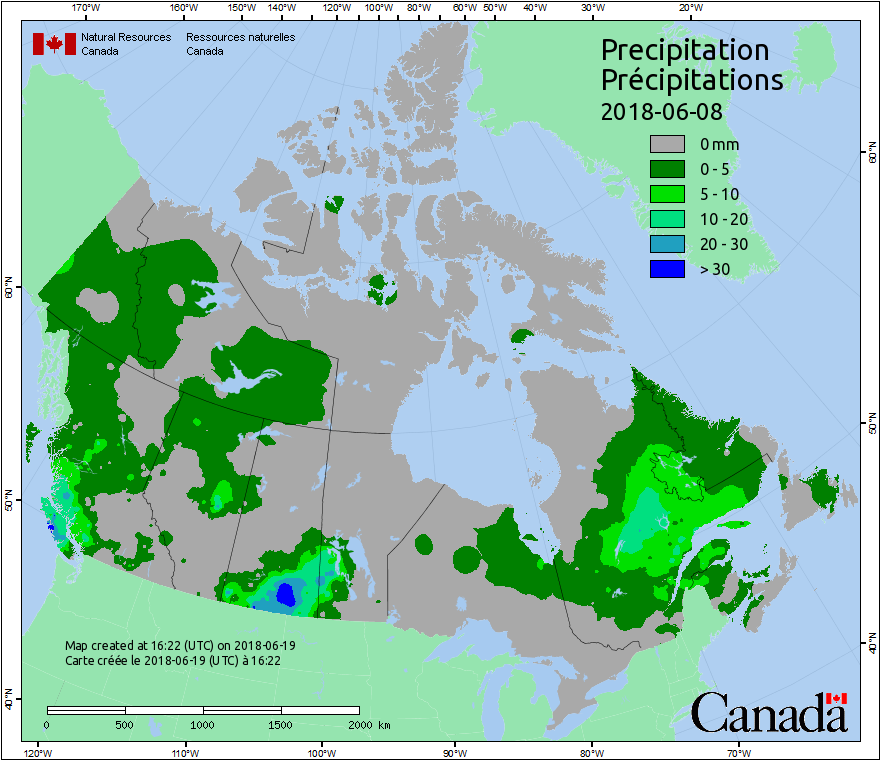 170°W 160°W 150°W 140°W 120°W 100°W 80°W 60°W 50°W 40°W 30°W 20°W
Natural Resources Ressources naturelles
Canada Canada
Precipitation
Précipitations
2018-06-08
0 mm
0 - 5
5 - 10
10 - 20
20 - 30
> 30
60°N
60°N
50°N
50°N
40°N
40°N
Map created at 16:22 (UTC) on 2018-06-19
Carte créée le 2018-06-19 (UTC) à 16:22
0 500 1000 1500 2000 km
Canada
120°W 110°W 100°W 90°W 80°W 70°W